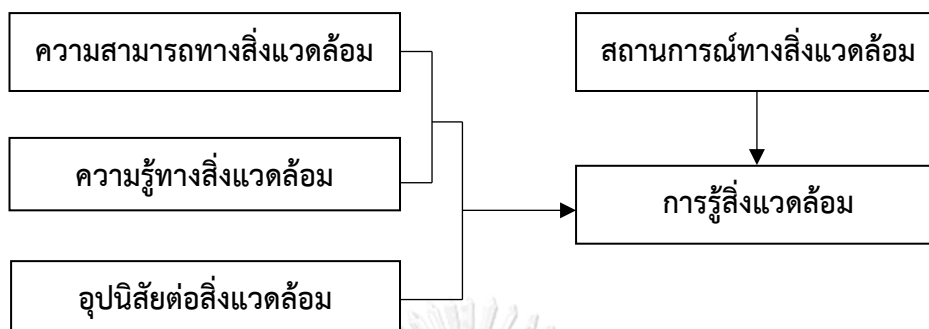 ความสามารถทางสิ่งแวดล้อม
สถานการณ์ทางสิ่งแวดล้อม
ความรู้ทางสิ่งแวดล้อม
การรู้สิ่งแวดล้อม
อุปนิสัยต่อสิ่งแวดล้อม